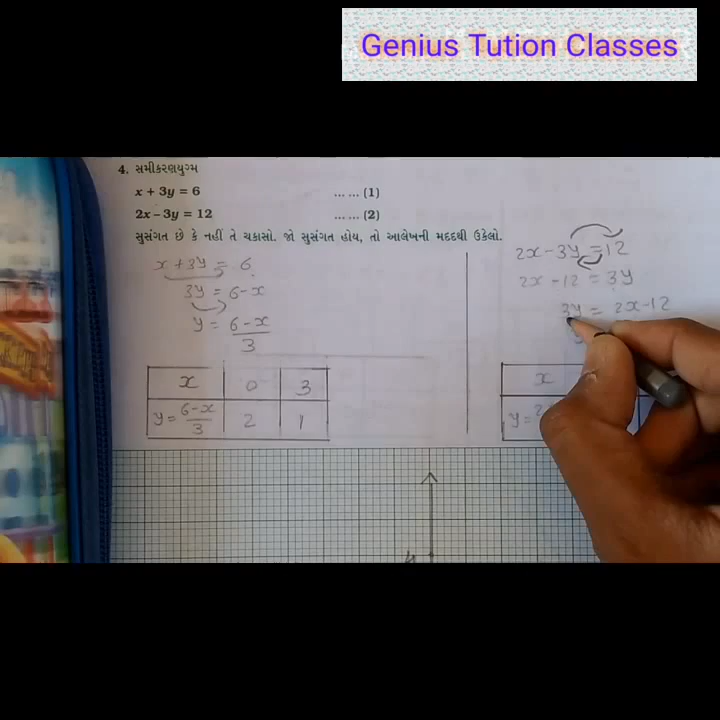 Genius Tution Classes
4. સમીકરણયુગ્મ
x + 3y = 6 ...... (1)
2x – 3y = 12 ...... (2)
સુસંગત છે કે નહીં તે ચકાસો. જો સુસંગત હોય, તો આલેખની મદદથી ઉકેલો.
x + 3y = 6
3y = 6 - x
y = 6 - x
3
x 0 3
y = 6 - x / 3 2 1
2x - 3y = 12
2x - 12 = 3y
3y = 2x - 12
x
y = 2